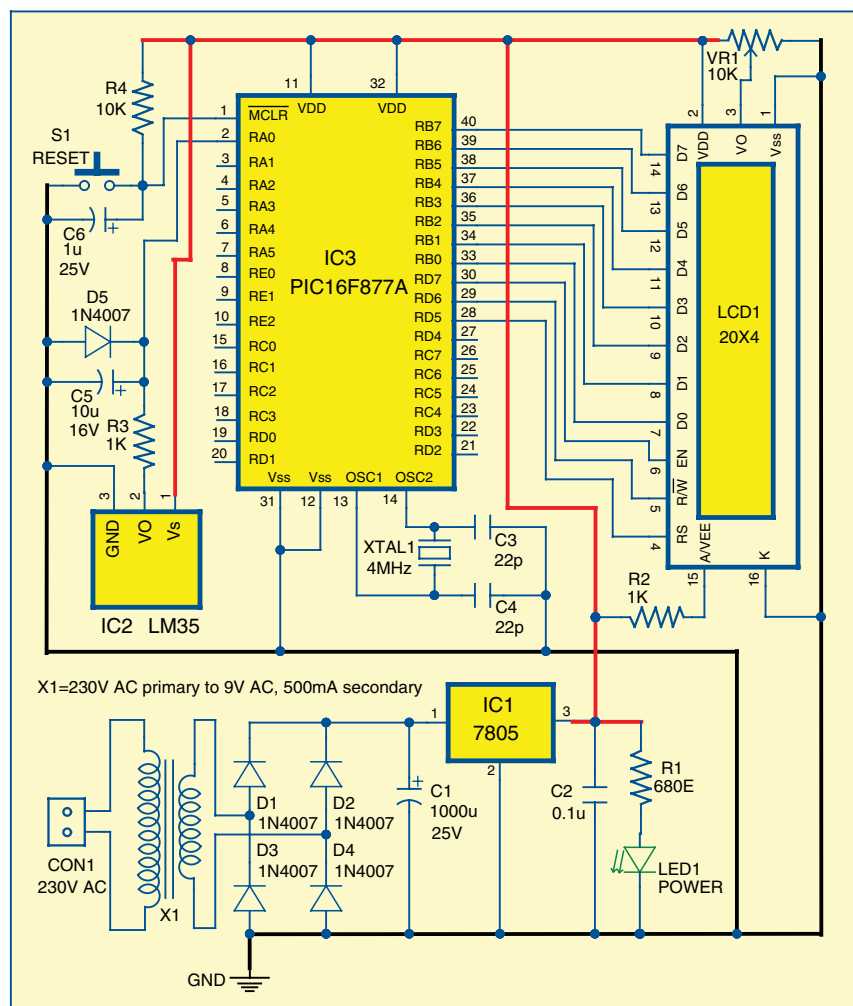 R4
10K
S1
RESET
C6
1u
25V
D5
1N4007
C5
10u
16V
R3
1K
3
2
1
GND
VO
Vs
IC2 LM35
11
32
VDD
VDD
1
MCLR
2
RA0
3
RA1
4
RA2
5
RA3
6
RA4
7
RA5
8
RE0
9
RE1
10
RE2
15
RC0
16
RC1
17
RC2
18
RC3
19
RD0
20
RD1
IC3
PIC16F877A
RB7
40
RB6
39
RB5
38
RB4
37
RB3
36
RB2
35
RB1
34
RB0
33
RD7
30
RD6
29
RD5
28
RD4
27
RC7
26
RC6
25
RC5
24
RC4
23
RD3
22
RD2
21
Vss
Vss
OSC1
OSC2
31
12
13
14
XTAL1
4MHz
C3
22p
C4
22p
VR1
10K
2
3
1
VDD
VO
Vss
D7
14
D6
13
D5
12
D4
11
D3
10
D2
9
D1
8
D0
7
EN
6
R/W
5
RS
4
A/VEE
K
15
16
LCD1
20X4
R2
1K
X1=230V AC primary to 9V AC, 500mA secondary
CON1
230V AC
X1
D1
1N4007
D2
1N4007
D3
1N4007
D4
1N4007
C1
1000u
25V
1
IC1
7805
3
2
C2
0.1u
R1
680E
LED1
POWER
GND